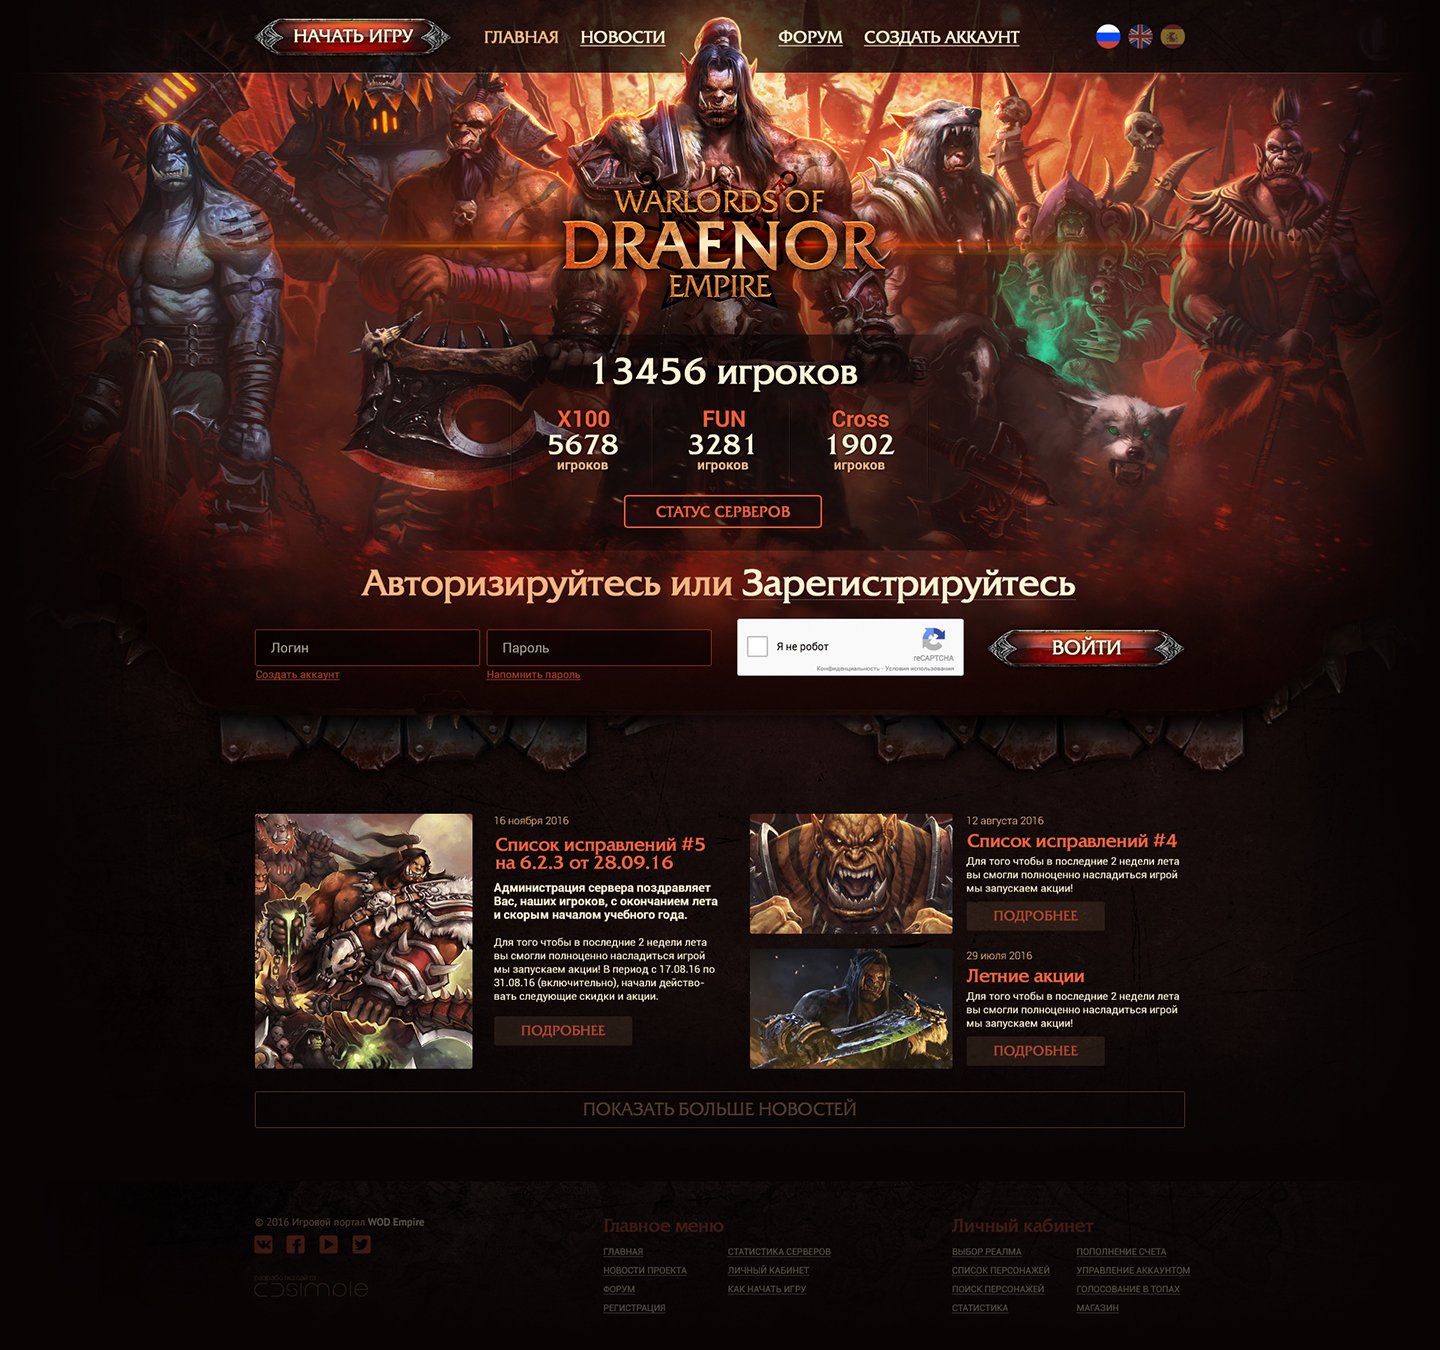 НАЧАТЬ ИГРУ
ГЛАВНАЯ
НОВОСТИ
ФОРУМ
СОЗДАТЬ АККАУНТ
WARLORDS OF
DRAENOR
EMPIRE
13456 игроков
X100
5678
игроков
FUN
3281
игроков
Cross
1902
игроков
СТАТУС СЕРВЕРОВ
Авторизируйтесь или Зарегистрируйтесь
Логин
Пароль
Я не робот
reCAPTCHA
Конфиденциальность - Условия использования
ВОЙТИ
Создать аккаунт
Напомнить пароль
16 ноября 2016
Список исправлений #5
на 6.2.3 от 28.09.16
Администрация сервера поздравляет
Вас, наших игроков, с окончанием лета
и скорым началом учебного года.
Для того чтобы в последние 2 недели лета
вы смогли полноценно насладиться игрой
мы запускаем акции! В период с 17.08.16 по
31.08.16 (включительно), начали действо-
вать следующие скидки и акции.
ПОДРОБНЕЕ
12 августа 2016
Список исправлений #4
Для того чтобы в последние 2 недели лета
вы смогли полноценно насладиться игрой
мы запускаем акции!
ПОДРОБНЕЕ
29 июля 2016
Летние акции
Для того чтобы в последние 2 недели лета
вы смогли полноценно насладиться игрой
мы запускаем акции!
ПОДРОБНЕЕ
ПОКАЗАТЬ БОЛЬШЕ НОВОСТЕЙ
© 2016 Игровой портал WOD Empire
разработка сайта
cosimple
Главное меню
ГЛАВНАЯ
НОВОСТИ ПРОЕКТА
ФОРУМ
РЕГИСТРАЦИЯ
СТАТИСТИКА СЕРВЕРОВ
ЛИЧНЫЙ КАБИНЕТ
КАК НАЧАТЬ ИГРУ
Личный кабинет
ВЫБОР РЕАЛМА
СПИСОК ПЕРСОНАЖЕЙ
ПОИСК ПЕРСОНАЖЕЙ
СТАТИСТИКА
ПОПОЛНЕНИЕ СЧЕТА
УПРАВЛЕНИЕ АККАУНТОМ
ГОЛОСОВАНИЕ В ТОПАХ
МАГАЗИН